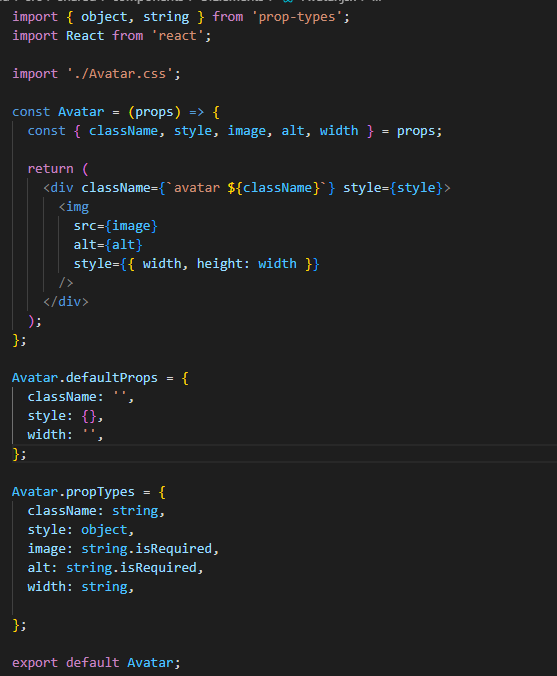 import { object, string } from 'prop-types';
import React from 'react';

import './Avatar.css';

const Avatar = (props) => {
  const { className, style, image, alt, width } = props;

  return (
    <div className={`avatar ${className}`} style={style}>
      <img
        src={image}
        alt={alt}
        style={{ width, height: width }}
      />
    </div>
  );
};

Avatar.defaultProps = {
  className: '',
  style: {},
  width: '',
};

Avatar.propTypes = {
  className: string,
  style: object,
  image: string.isRequired,
  alt: string.isRequired,
  width: string,

};

export default Avatar;